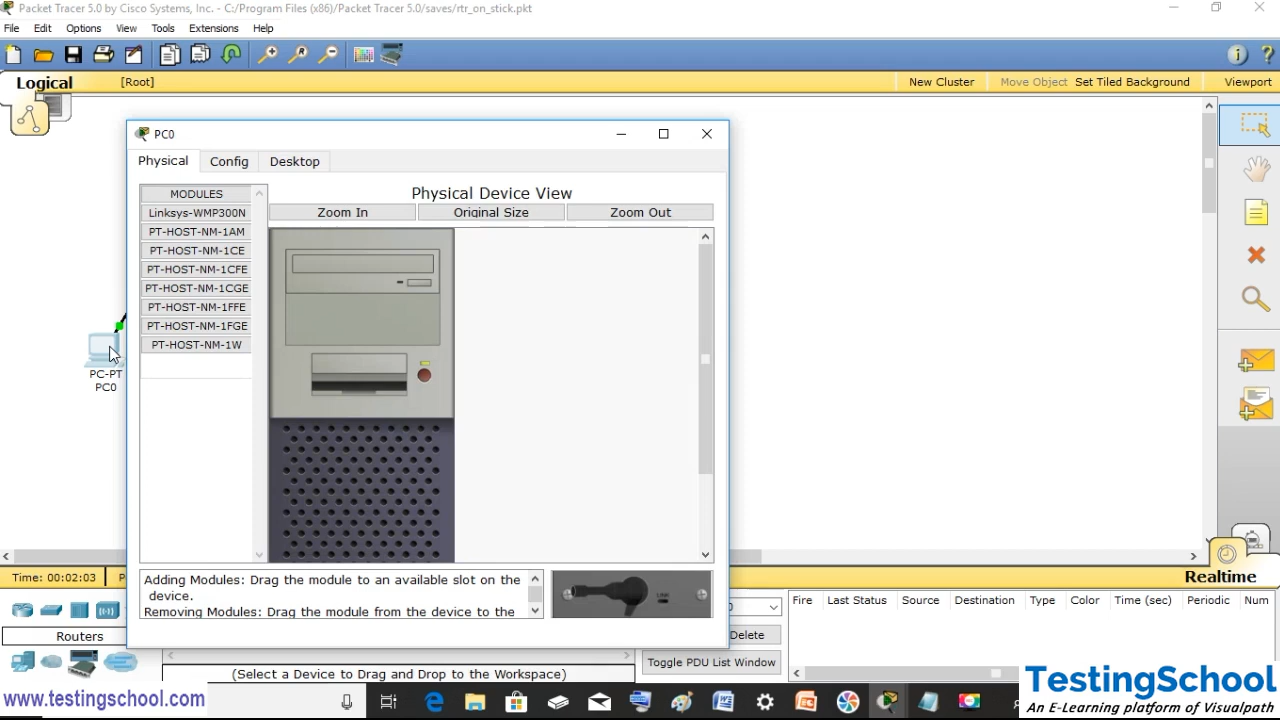 Packet Tracer 5.0 by Cisco Systems, Inc. - C:/Program Files (x86)/Packet Tracer 5.0/saves/rtr_on_stick.pkt
File Edit Options View Tools Extensions Help
Logical [Root] New Cluster Move Object Set Tiled Background Viewport
PC0
Physical Config Desktop
MODULES
Linksys-WMP300N
PT-HOST-NM-1AM
PT-HOST-NM-1CE
PT-HOST-NM-1CFE
PT-HOST-NM-1CGE
PT-HOST-NM-1FFE
PT-HOST-NM-1FGE
PT-HOST-NM-1W
Physical Device View
Zoom In Original Size Zoom Out
PC-PT
PC0
Adding Modules: Drag the module to an available slot on the
device.
Removing Modules: Drag the module from the device to the
Time: 00:02:03 P
Realtime
Routers
(Select a Device to Drag and Drop to the Workspace)
0
Delete
Toggle PDU List Window
Fire Last Status Source Destination Type Color Time (sec) Periodic Num
www.testingschool.com
TestingSchool
An E-Learning platform of Visualpath